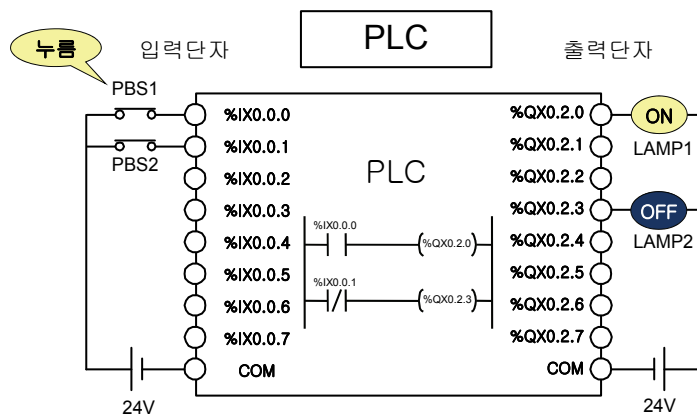 PLC
누름
입력단자
출력단자
PBS1
PBS2
%IX0.0.0
%IX0.0.1
%IX0.0.2
%IX0.0.3
%IX0.0.4
%IX0.0.5
%IX0.0.6
%IX0.0.7
COM
24V
PLC
%IX0.0.0
%QX0.2.0
%IX0.0.1
%QX0.2.3
%QX0.2.0
%QX0.2.1
%QX0.2.2
%QX0.2.3
%QX0.2.4
%QX0.2.5
%QX0.2.6
%QX0.2.7
COM
ON
LAMP1
OFF
LAMP2
24V